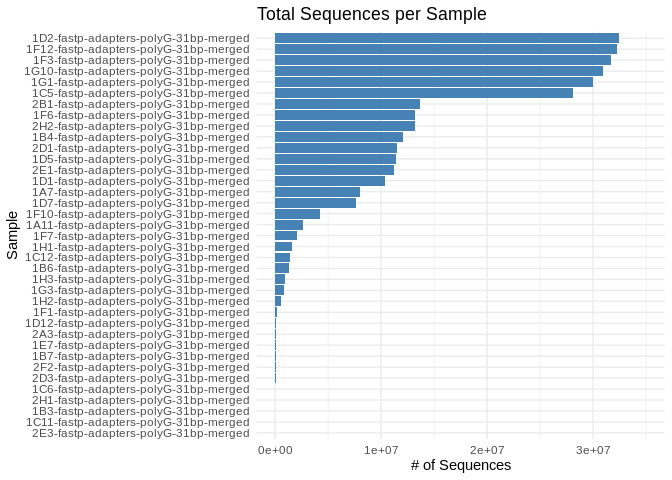 Total Sequences per Sample
1D2-fastp-adapters-polyG-31bp-merged
1F12-fastp-adapters-polyG-31bp-merged
1F3-fastp-adapters-polyG-31bp-merged
1G10-fastp-adapters-polyG-31bp-merged
1G1-fastp-adapters-polyG-31bp-merged
1C5-fastp-adapters-polyG-31bp-merged
2B1-fastp-adapters-polyG-31bp-merged
1F6-fastp-adapters-polyG-31bp-merged
2H2-fastp-adapters-polyG-31bp-merged
1B4-fastp-adapters-polyG-31bp-merged
2D1-fastp-adapters-polyG-31bp-merged
1D5-fastp-adapters-polyG-31bp-merged
2E1-fastp-adapters-polyG-31bp-merged
1D1-fastp-adapters-polyG-31bp-merged
1A7-fastp-adapters-polyG-31bp-merged
1D7-fastp-adapters-polyG-31bp-merged
1F10-fastp-adapters-polyG-31bp-merged
1A11-fastp-adapters-polyG-31bp-merged
1F7-fastp-adapters-polyG-31bp-merged
1H1-fastp-adapters-polyG-31bp-merged
1C12-fastp-adapters-polyG-31bp-merged
1B6-fastp-adapters-polyG-31bp-merged
1H3-fastp-adapters-polyG-31bp-merged
1G3-fastp-adapters-polyG-31bp-merged
1H2-fastp-adapters-polyG-31bp-merged
1F1-fastp-adapters-polyG-31bp-merged
1D12-fastp-adapters-polyG-31bp-merged
2A3-fastp-adapters-polyG-31bp-merged
1E7-fastp-adapters-polyG-31bp-merged
1B7-fastp-adapters-polyG-31bp-merged
2F2-fastp-adapters-polyG-31bp-merged
2D3-fastp-adapters-polyG-31bp-merged
1C6-fastp-adapters-polyG-31bp-merged
2H1-fastp-adapters-polyG-31bp-merged
1B3-fastp-adapters-polyG-31bp-merged
1C11-fastp-adapters-polyG-31bp-merged
2E3-fastp-adapters-polyG-31bp-merged
Sample
0e+00 1e+07 2e+07 3e+07
# of Sequences